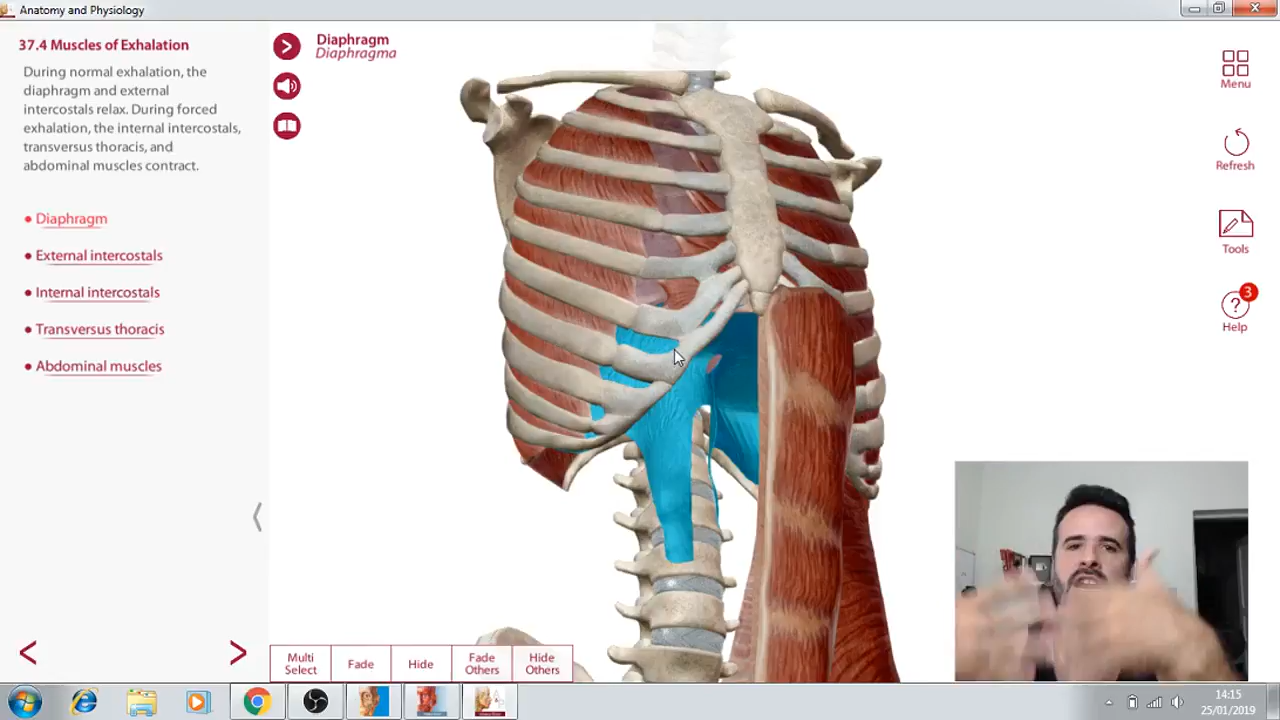 Anatomy and Physiology
37.4 Muscles of Exhalation
During normal exhalation, the
diaphragm and external
intercostals relax. During forced
exhalation, the internal intercostals,
transversus thoracis, and
abdominal muscles contract.
• Diaphragm
• External intercostals
• Internal intercostals
• Transversus thoracis
• Abdominal muscles
Diaphragm
Diaphragma
Menu
Refresh
Tools
3
?
Help
Multi
Select
Fade
Hide
Fade
Others
Hide
Others
14:15
25/01/2019